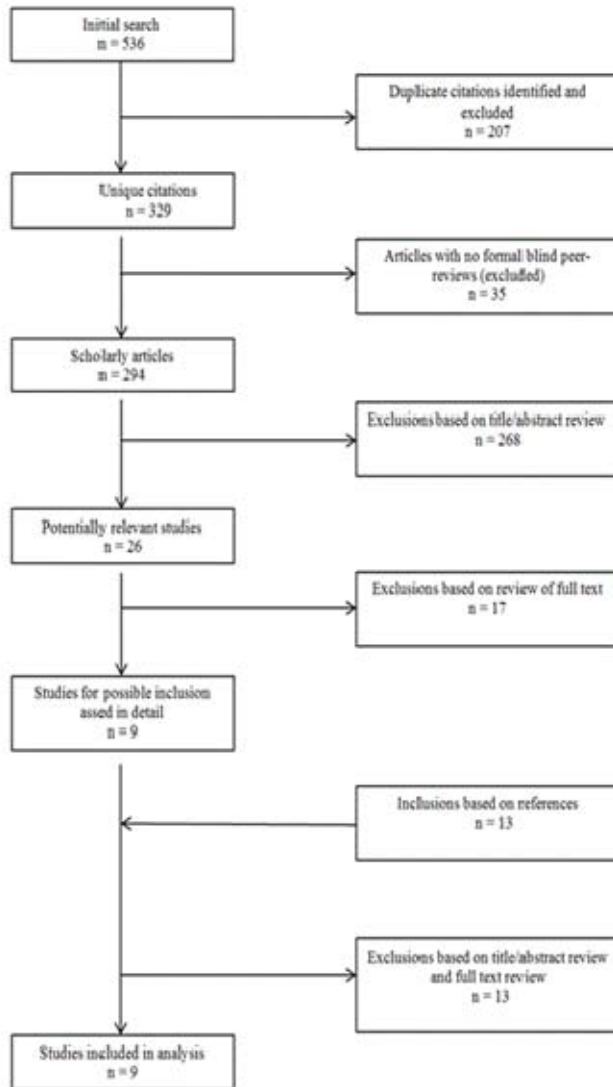 Initial search
n = 536
Duplicate citations identified and
excluded
n = 207
Unique citations
n = 329
Articles with no formal/blind peer-
reviews (excluded)
n = 35
Scholarly articles
n = 294
Exclusions based on title/abstract review
n = 268
Potentially relevant studies
n = 26
Exclusions based on review of full text
n = 17
Studies for possible inclusion
assed in detail
n = 9
Inclusions based on references
n = 13
Exclusions based on title/abstract review
and full text review
n = 13
Studies included in analysis
n = 9